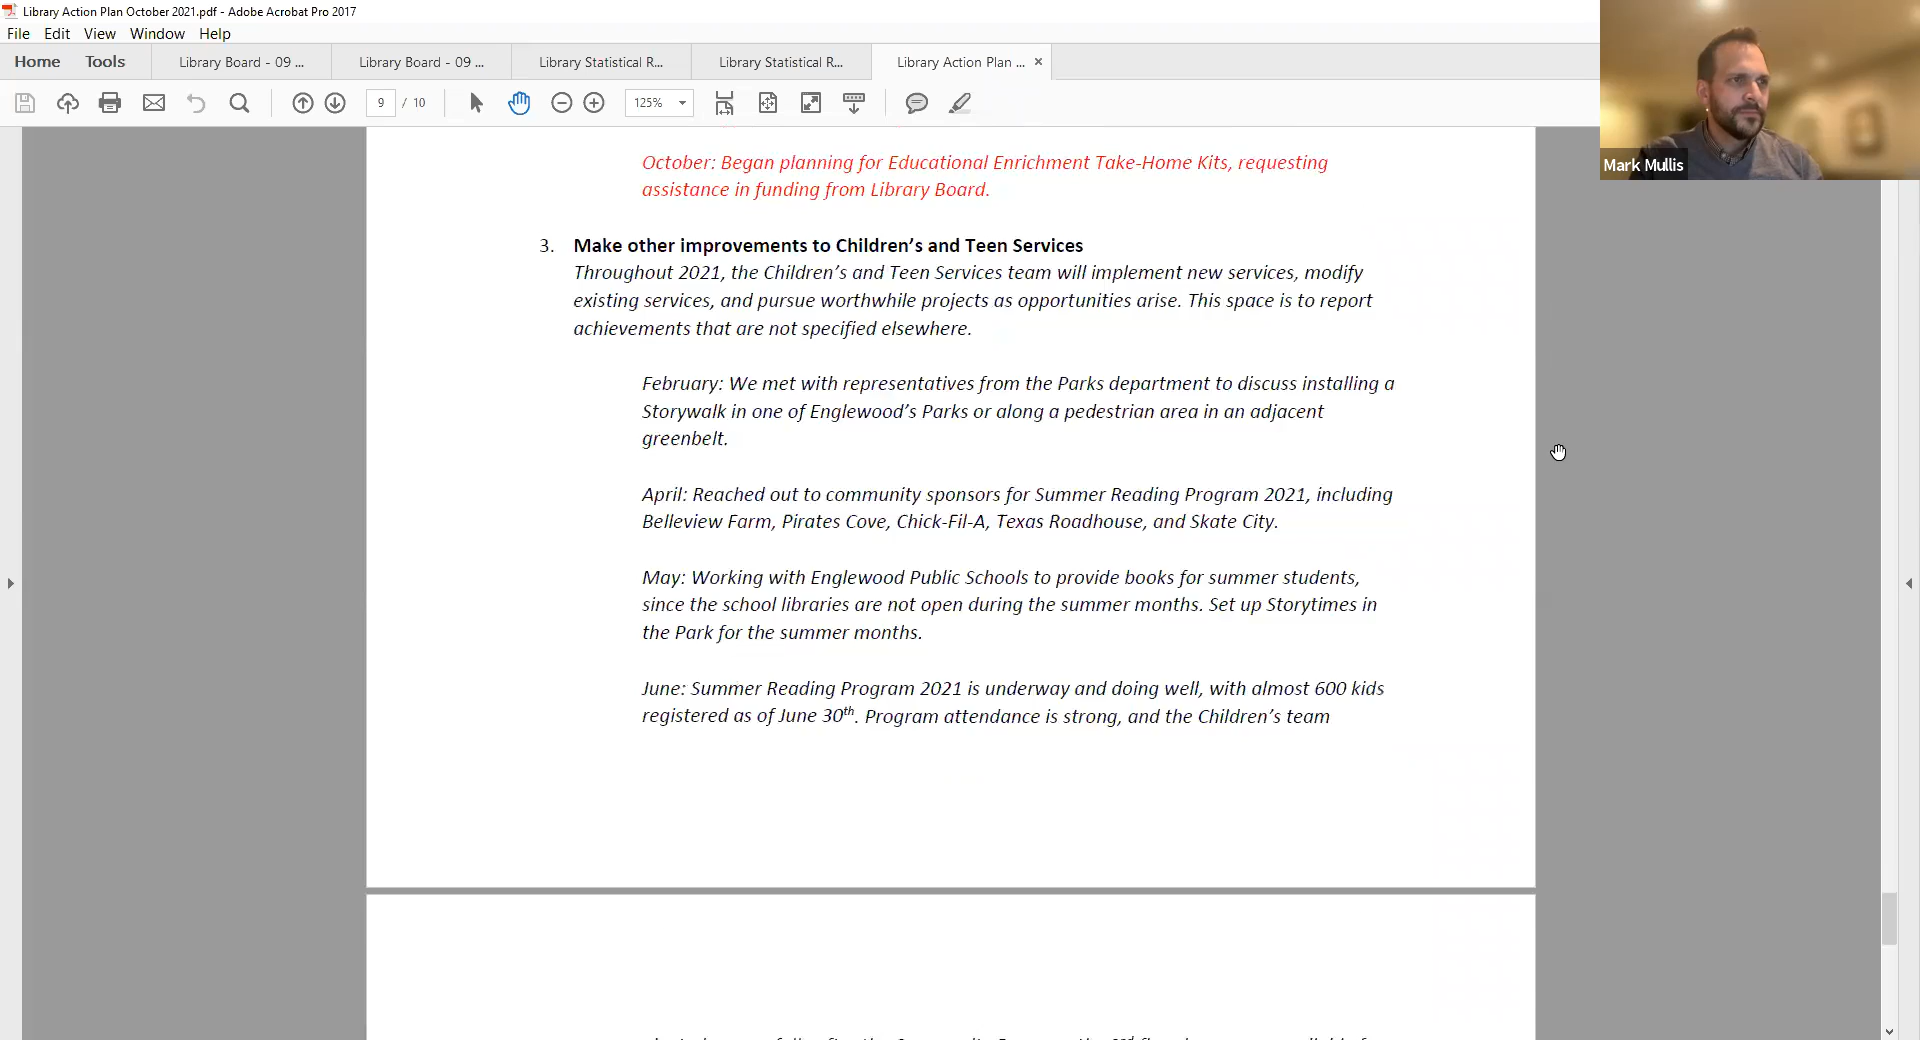 Library Action Plan October 2021.pdf - Adobe Acrobat Pro 2017
File Edit View Window Help
Home Tools Library Board - 09 ... Library Board - 09 ... Library Statistical R... Library Statistical R... Library Action Plan ... ×
9 / 10 125%
Mark Mullis
October: Began planning for Educational Enrichment Take-Home Kits, requesting
assistance in funding from Library Board.
3. Make other improvements to Children’s and Teen Services
Throughout 2021, the Children’s and Teen Services team will implement new services, modify
existing services, and pursue worthwhile projects as opportunities arise. This space is to report
achievements that are not specified elsewhere.
February: We met with representatives from the Parks department to discuss installing a
Storywalk in one of Englewood’s Parks or along a pedestrian area in an adjacent
greenbelt.
April: Reached out to community sponsors for Summer Reading Program 2021, including
Belleview Farm, Pirates Cove, Chick-Fil-A, Texas Roadhouse, and Skate City.
May: Working with Englewood Public Schools to provide books for summer students,
since the school libraries are not open during the summer months. Set up Storytimes in
the Park for the summer months.
June: Summer Reading Program 2021 is underway and doing well, with almost 600 kids
registered as of June 30th. Program attendance is strong, and the Children’s team